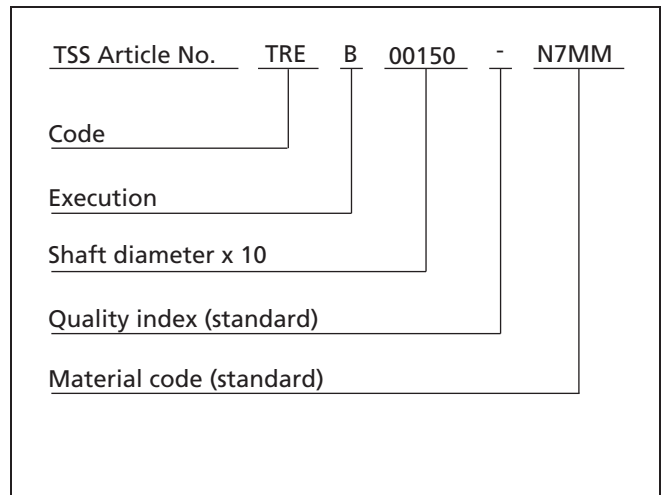 TSS Article No. TRE B 00150 - N7MM
Code
Execution
Shaft diameter x 10
Quality index (standard)
Material code (standard)